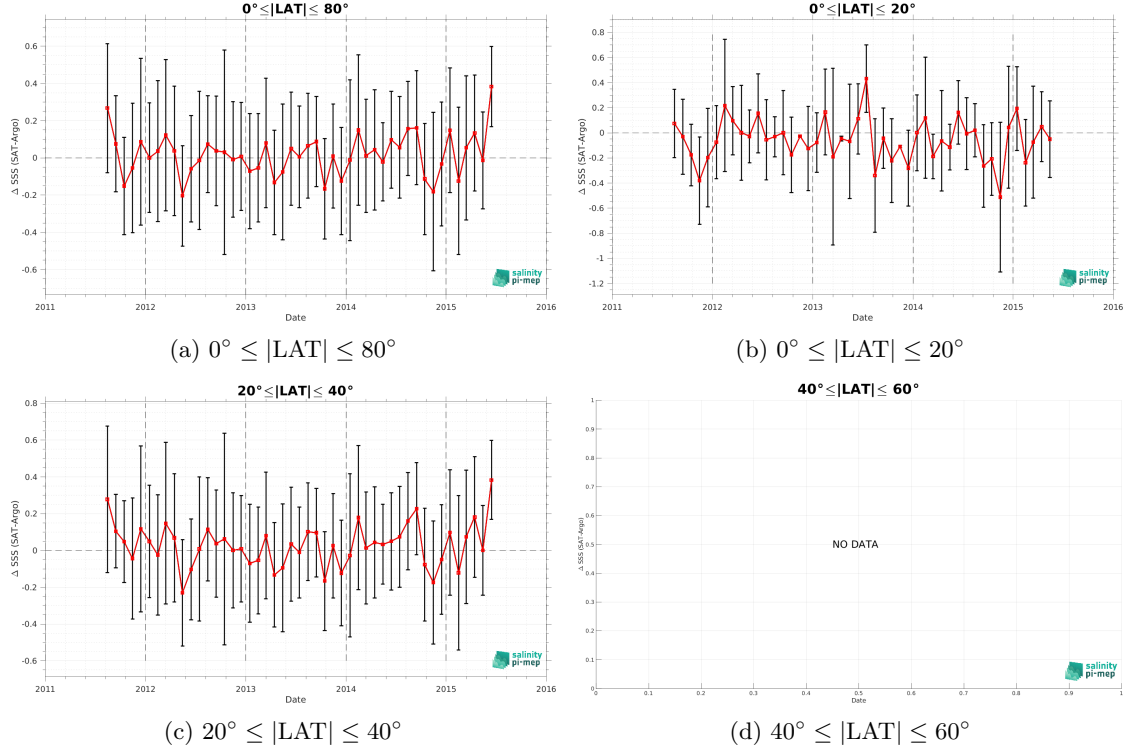 0°≤|LAT|≤ 80°
0.6
0.4
0.2
0
-0.2
-0.4
-0.6
Δ SSS (SAT-Argo)
2011
2012
2013
2014
2015
2016
Date
salinity
pi-mep
(a) 0° ≤ |LAT| ≤ 80°
0°≤|LAT|≤ 20°
0.8
0.6
0.4
0.2
0
-0.2
-0.4
-0.6
-0.8
-1
-1.2
Δ SSS (SAT-Argo)
2011
2012
2013
2014
2015
2016
Date
salinity
pi-mep
(b) 0° ≤ |LAT| ≤ 20°
20°≤|LAT|≤ 40°
0.8
0.6
0.4
0.2
0
-0.2
-0.4
-0.6
Δ SSS (SAT-Argo)
2011
2012
2013
2014
2015
2016
Date
salinity
pi-mep
(c) 20° ≤ |LAT| ≤ 40°
40°≤|LAT|≤ 60°
1
0.9
0.8
0.7
0.6
0.5
0.4
0.3
0.2
0.1
0
Δ SSS (SAT-Argo)
NO DATA
0
0.1
0.2
0.3
0.4
0.5
0.6
0.7
0.8
0.9
1
Date
salinity
pi-mep
(d) 40° ≤ |LAT| ≤ 60°